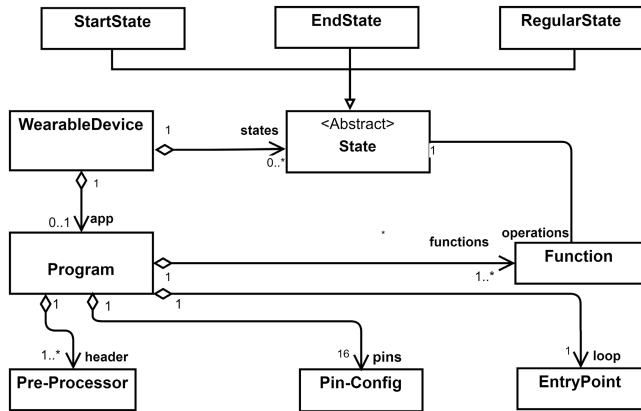 StartState
EndState
RegularState
WearableDevice
1
states
0..*
<Abstract>
State
1
1
0..1
app
Program
1
*
functions
1..*
operations
Function
1
1
1
1..*
header
16
pins
1
loop
Pre-Processor
Pin-Config
EntryPoint